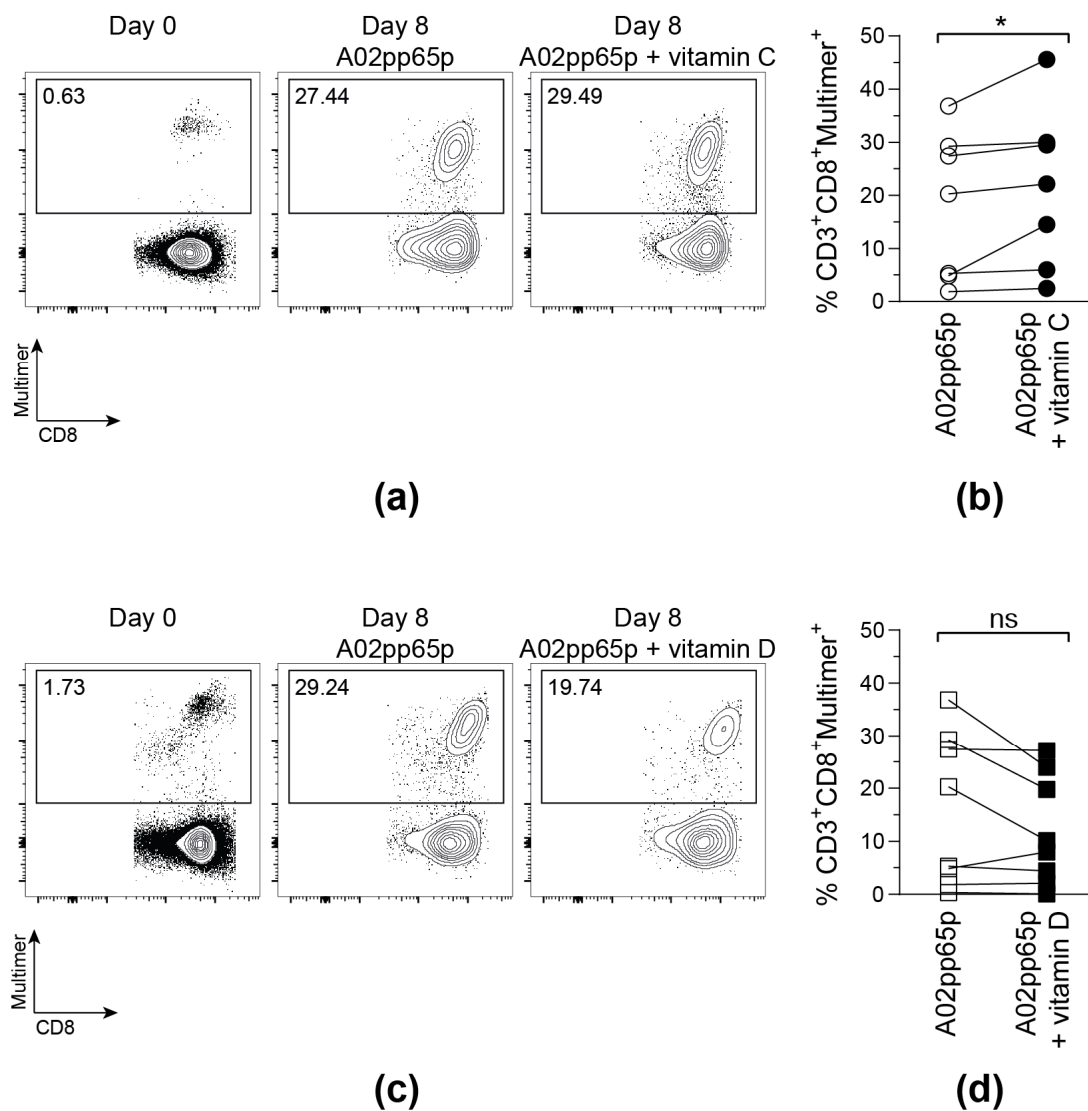 Day 0
Day 8
A02pp65p
Day 8
A02pp65p + vitamin C
0.63
27.44
29.49
Multimer
CD8
(a)
*
% CD3⁺CD8⁺Multimer⁺
50
40
30
20
10
0
A02pp65p
A02pp65p
+ vitamin C
(b)
Day 0
Day 8
A02pp65p
Day 8
A02pp65p + vitamin D
1.73
29.24
19.74
Multimer
CD8
(c)
ns
% CD3⁺CD8⁺Multimer⁺
50
40
30
20
10
0
A02pp65p
A02pp65p
+ vitamin D
(d)